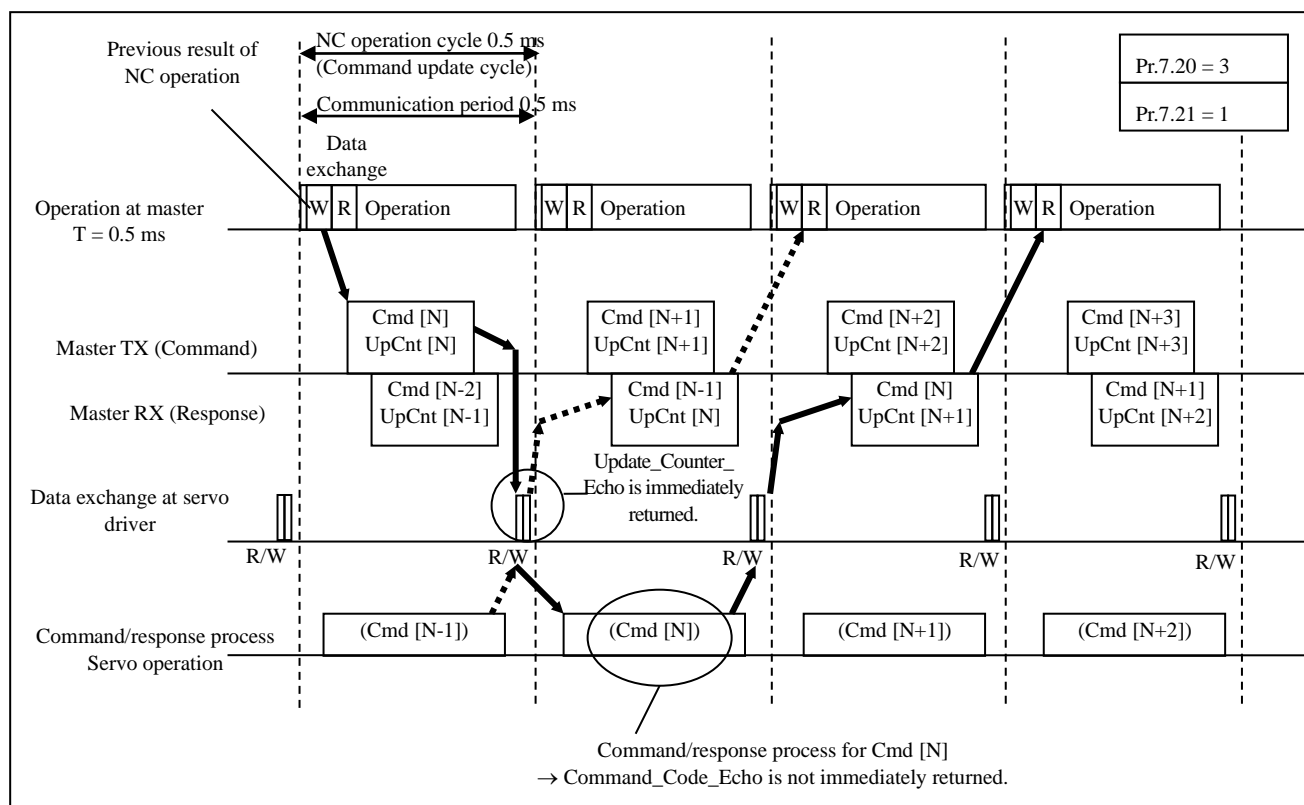 Previous result of
NC operation
NC operation cycle 0.5 ms
(Command update cycle)
Communication period 0.5 ms
Pr.7.20 = 3
Pr.7.21 = 1
Data
exchange
Operation at master
T = 0.5 ms
W R Operation
W R Operation
W R Operation
W R Operation
Master TX (Command)
Cmd [N]
UpCnt [N]
Cmd [N+1]
UpCnt [N+1]
Cmd [N+2]
UpCnt [N+2]
Cmd [N+3]
UpCnt [N+3]
Master RX (Response)
Cmd [N-2]
UpCnt [N-1]
Cmd [N-1]
UpCnt [N]
Cmd [N]
UpCnt [N+1]
Cmd [N+1]
UpCnt [N+2]
Update_Counter_
Echo is immediately
returned.
Data exchange at servo
driver
R/W
R/W
R/W
R/W
R/W
Command/response process
Servo operation
(Cmd [N-1])
(Cmd [N])
(Cmd [N+1])
(Cmd [N+2])
Command/response process for Cmd [N]
→ Command_Code_Echo is not immediately returned.